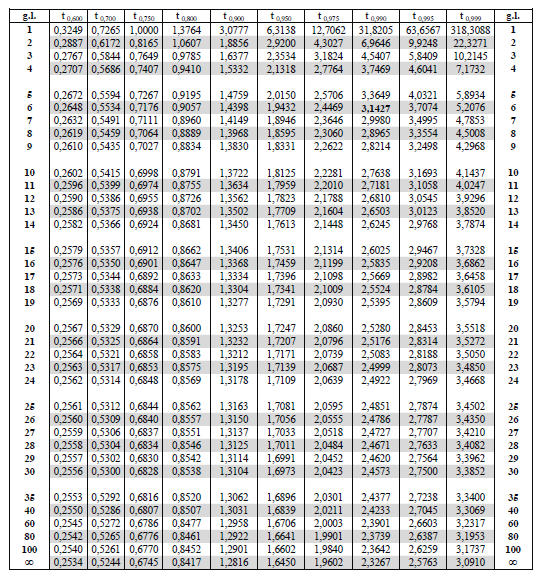 g.l. t 0,600 t 0,700 t 0,750 t 0,800 t 0,900 t 0,950 t 0,975 t 0,990 t 0,995 t 0,999 g.l.
1 0,3249 0,7265 1,0000 1,3764 3,0777 6,3138 12,7062 31,8205 63,6567 318,3088 1
2 0,2887 0,6172 0,8165 1,0607 1,8856 2,9200 4,3027 6,9646 9,9248 22,3271 2
3 0,2767 0,5844 0,7649 0,9785 1,6377 2,3534 3,1824 4,5407 5,8409 10,2145 3
4 0,2707 0,5686 0,7407 0,9410 1,5332 2,1318 2,7764 3,7469 4,6041 7,1732 4
5 0,2672 0,5594 0,7267 0,9195 1,4759 2,0150 2,5706 3,3649 4,0321 5,8934 5
6 0,2648 0,5534 0,7176 0,9057 1,4398 1,9432 2,4469 3,1427 3,7074 5,2076 6
7 0,2632 0,5491 0,7111 0,8960 1,4149 1,8946 2,3646 2,9980 3,4995 4,7853 7
8 0,2619 0,5459 0,7064 0,8889 1,3968 1,8595 2,3060 2,8965 3,3554 4,5008 8
9 0,2610 0,5435 0,7027 0,8834 1,3830 1,8331 2,2622 2,8214 3,2498 4,2968 9
10 0,2602 0,5415 0,6998 0,8791 1,3722 1,8125 2,2281 2,7638 3,1693 4,1437 10
11 0,2596 0,5399 0,6974 0,8755 1,3634 1,7959 2,2010 2,7181 3,1058 4,0247 11
12 0,2590 0,5386 0,6955 0,8726 1,3562 1,7823 2,1788 2,6810 3,0545 3,9296 12
13 0,2586 0,5375 0,6938 0,8702 1,3502 1,7709 2,1604 2,6503 3,0123 3,8520 13
14 0,2582 0,5366 0,6924 0,8681 1,3450 1,7613 2,1448 2,6245 2,9768 3,7874 14
15 0,2579 0,5357 0,6912 0,8662 1,3406 1,7531 2,1314 2,6025 2,9467 3,7328 15
16 0,2576 0,5350 0,6901 0,8647 1,3368 1,7459 2,1199 2,5835 2,9208 3,6862 16
17 0,2573 0,5344 0,6892 0,8633 1,3334 1,7396 2,1098 2,5669 2,8982 3,6458 17
18 0,2571 0,5338 0,6884 0,8620 1,3304 1,7341 2,1009 2,5524 2,8784 3,6105 18
19 0,2569 0,5333 0,6876 0,8610 1,3277 1,7291 2,0930 2,5395 2,8609 3,5794 19
20 0,2567 0,5329 0,6870 0,8600 1,3253 1,7247 2,0860 2,5280 2,8453 3,5518 20
21 0,2566 0,5325 0,6864 0,8591 1,3232 1,7207 2,0796 2,5176 2,8314 3,5272 21
22 0,2564 0,5321 0,6858 0,8583 1,3212 1,7171 2,0739 2,5083 2,8188 3,5050 22
23 0,2563 0,5317 0,6853 0,8575 1,3195 1,7139 2,0687 2,4999 2,8073 3,4850 23
24 0,2562 0,5314 0,6848 0,8569 1,3178 1,7109 2,0639 2,4922 2,7969 3,4668 24
25 0,2561 0,5312 0,6844 0,8562 1,3163 1,7081 2,0595 2,4851 2,7874 3,4502 25
26 0,2560 0,5309 0,6840 0,8557 1,3150 1,7056 2,0555 2,4786 2,7787 3,4350 26
27 0,2559 0,5306 0,6837 0,8551 1,3137 1,7033 2,0518 2,4727 2,7707 3,4210 27
28 0,2558 0,5304 0,6834 0,8546 1,3125 1,7011 2,0484 2,4671 2,7633 3,4082 28
29 0,2557 0,5302 0,6830 0,8542 1,3114 1,6991 2,0452 2,4620 2,7564 3,3962 29
30 0,2556 0,5300 0,6828 0,8538 1,3104 1,6973 2,0423 2,4573 2,7500 3,3852 30
35 0,2553 0,5292 0,6816 0,8520 1,3062 1,6896 2,0301 2,4377 2,7238 3,3400 35
40 0,2550 0,5286 0,6807 0,8507 1,3031 1,6839 2,0211 2,4233 2,7045 3,3069 40
60 0,2545 0,5272 0,6786 0,8477 1,2958 1,6706 2,0003 2,3901 2,6603 3,2317 60
80 0,2542 0,5265 0,6776 0,8461 1,2922 1,6641 1,9901 2,3739 2,6387 3,1953 80
100 0,2540 0,5261 0,6770 0,8452 1,2901 1,6602 1,9840 2,3642 2,6259 3,1737 100
∞ 0,2534 0,5244 0,6745 0,8417 1,2816 1,6450 1,9602 2,3267 2,5763 3,0910 ∞